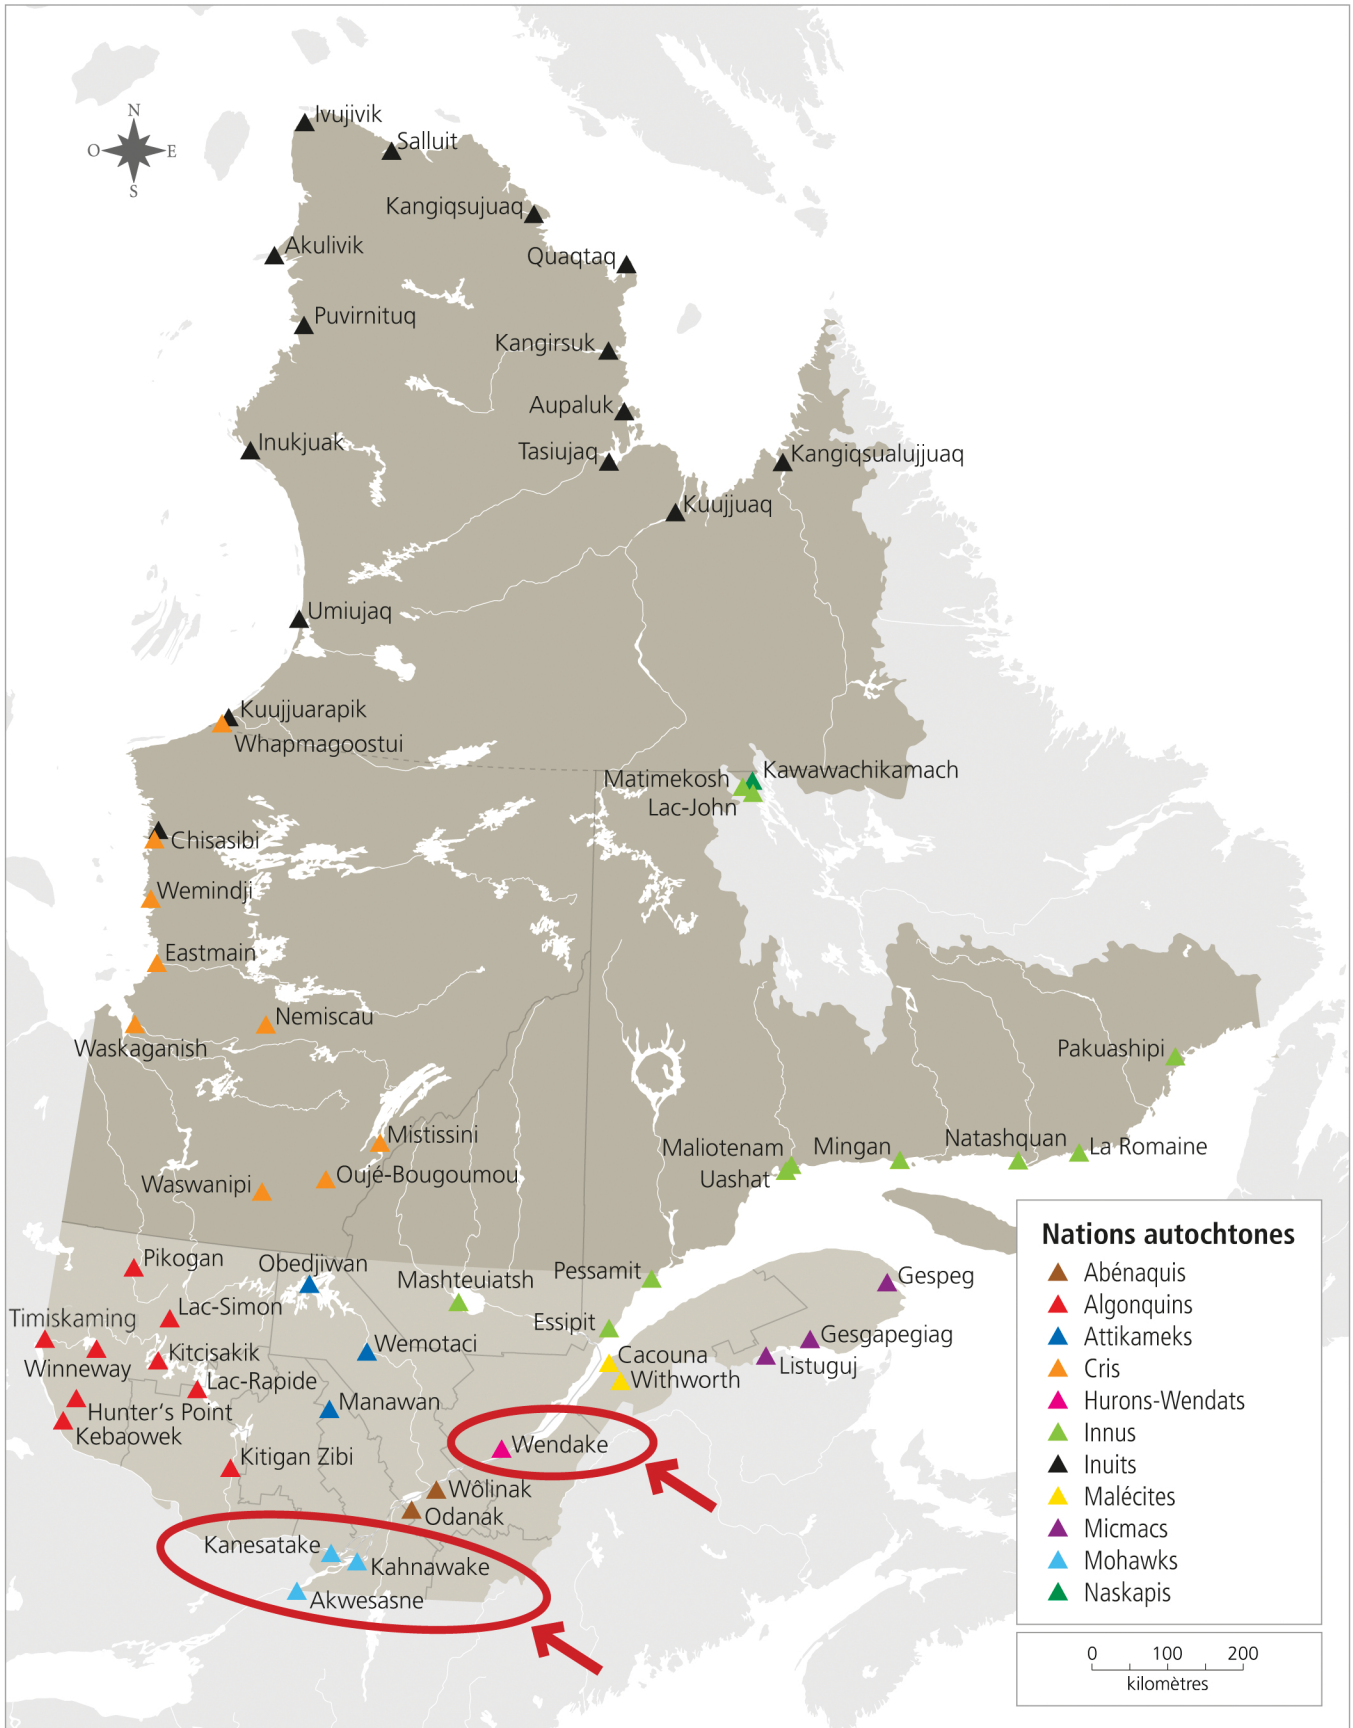 N
O
E
S
Ivujivik
Salluit
Kangiqsujuaq
Akulivik
Quaqtaq
Puvirnituq
Kangirsuk
Aupaluk
Inukjuak
Tasiujaq
Kangiqsualujjuaq
Kuujjuaq
Umiujaq
Kuujjuarapik
Whapmagoostui
Matimekosh
Kawawachikamach
Lac-John
Chisasibi
Wemindji
Eastmain
Nemiscau
Waskaganish
Pakuashipi
Mistissini
Maliotenam
Mingan
Natashquan
La Romaine
Oujé-Bougoumou
Waswanipi
Uashat
Pikogan
Obedjiwan
Mashteuiatsh
Pessamit
Gespeg
Lac-Simon
Timiskaming
Essipit
Wemotaci
Gesgapegiag
Kitcisakik
Winneway
Cacouna
Listuguj
Lac-Rapide
Withworth
Manawan
Hunter's Point
Kebaowek
Wendake
Kitigan Zibi
Wôlinak
Odanak
Kanesatake
Kahnawake
Akwesasne
Nations autochtones
Abénaquis
Algonquins
Attikameks
Cris
Hurons-Wendats
Innus
Inuits
Malécites
Micmacs
Mohawks
Naskapis
0 100 200
kilomètres